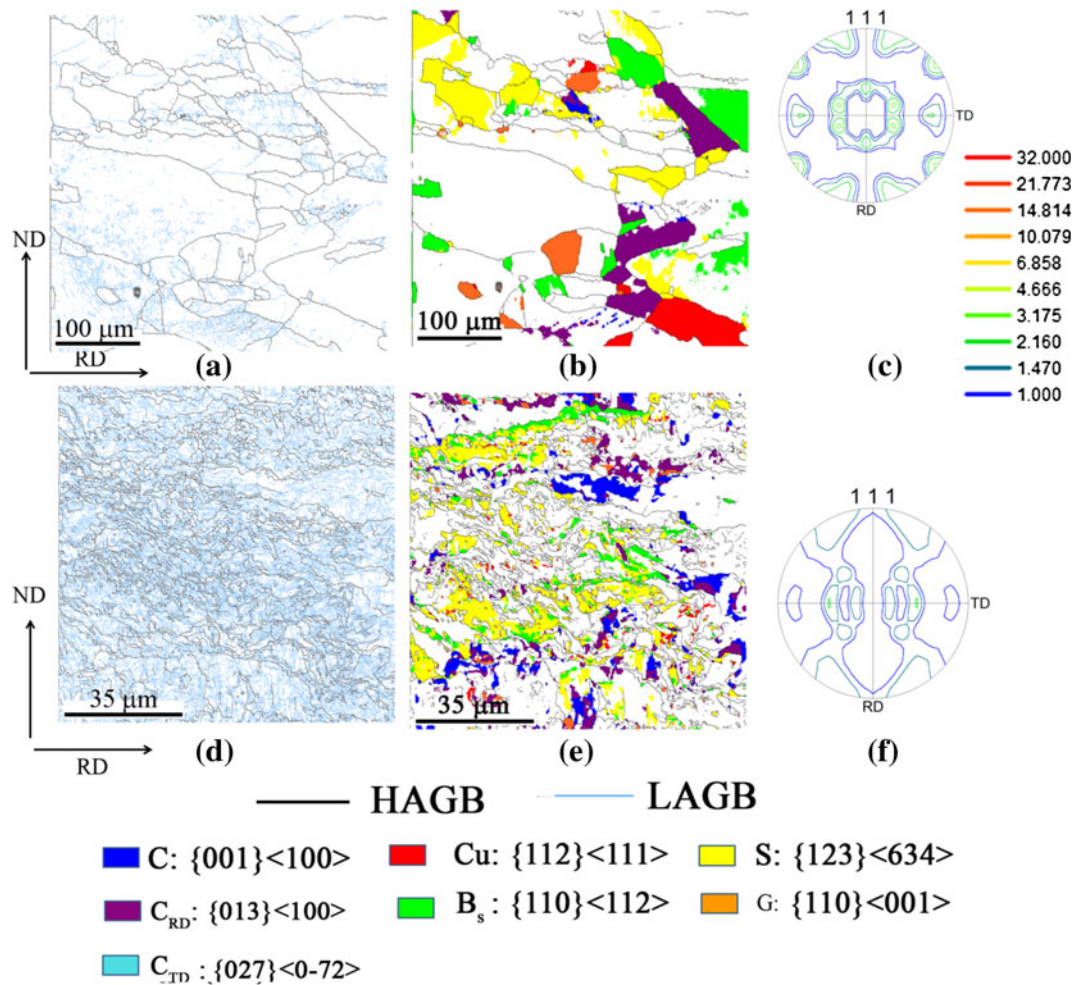 ND
100 μm
RD
(a)
100 μm
(b)
1 1 1
TD
RD
(c)
32.000
21.773
14.814
10.079
6.858
4.666
3.175
2.160
1.470
1.000
ND
35 μm
RD
(d)
35 μm
(e)
1 1 1
TD
RD
(f)
HAGB LAGB
C: {001}<100> Cu: {112}<111> S: {123}<634>
C_RD: {013}<100> B_s: {110}<112> G: {110}<001>
C_TD: {027}<0-72>